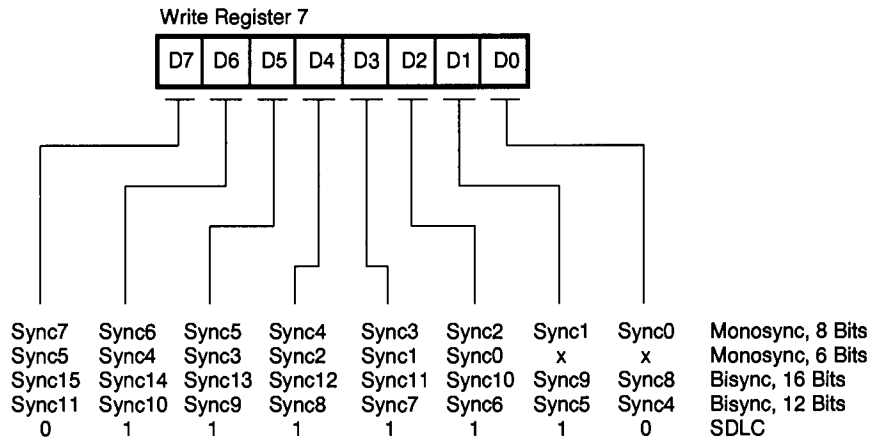 Write Register 7
D7 D6 D5 D4 D3 D2 D1 D0
Sync7 Sync6 Sync5 Sync4 Sync3 Sync2 Sync1 Sync0 Monosync, 8 Bits
Sync5 Sync4 Sync3 Sync2 Sync1 Sync0 x x Monosync, 6 Bits
Sync15 Sync14 Sync13 Sync12 Sync11 Sync10 Sync9 Sync8 Bisync, 16 Bits
Sync11 Sync10 Sync9 Sync8 Sync7 Sync6 Sync5 Sync4 Bisync, 12 Bits
0 1 1 1 1 1 1 0 SDLC